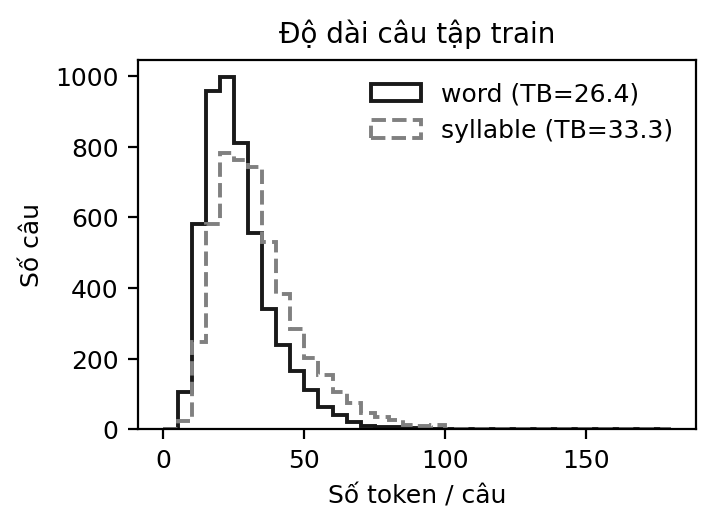 Độ dài câu tập train
word (TB=26.4)
syllable (TB=33.3)
Số câu
1000
800
600
400
200
0
0 50 100 150
Số token / câu